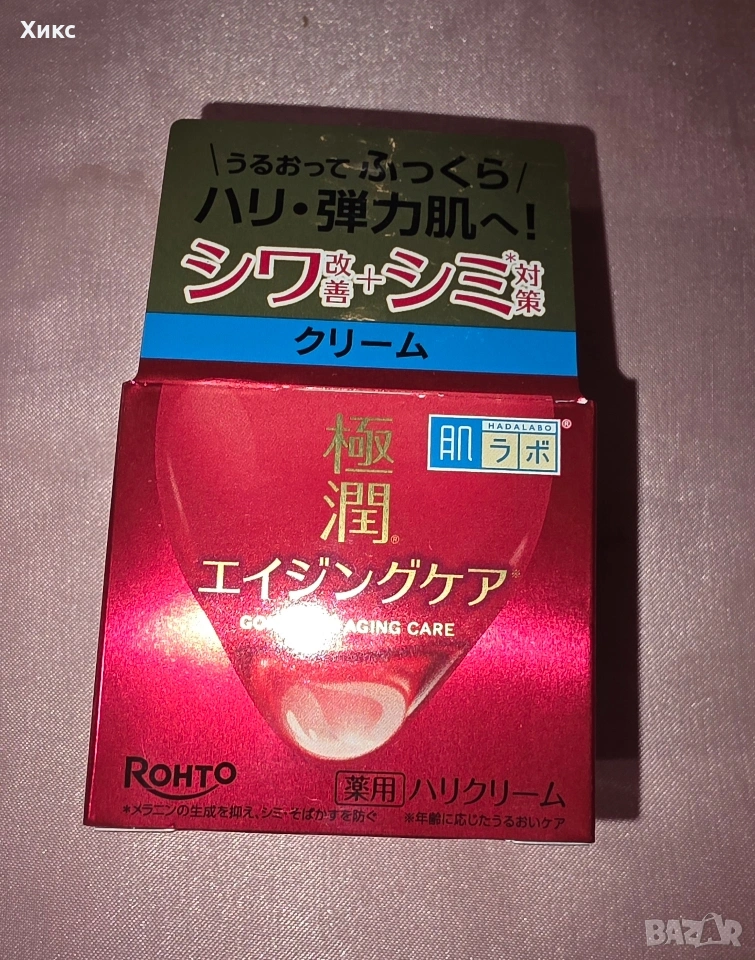 Хикс
\うるおってふっくら/
ハリ・弾力肌へ!
シワ改善+シミ*対策
クリーム
HADALABO
肌ラボ®
極潤®
エイジングケア※
AGING CARE
ROHTO
薬用 ハリクリーム
*メラニンの生成を抑え、シミ・そばかすを防ぐ ※年齢に応じたうるおいケア
BAZAR